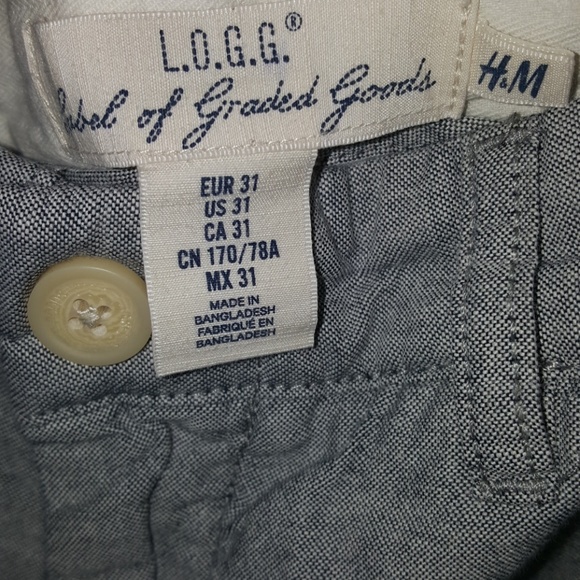 L.O.G.G.®
Label of Graded Goods
H&M
EUR 31
US 31
CA 31
CN 170/78A
MX 31
MADE IN
BANGLADESH
FABRIQUÉ EN
BANGLADESH